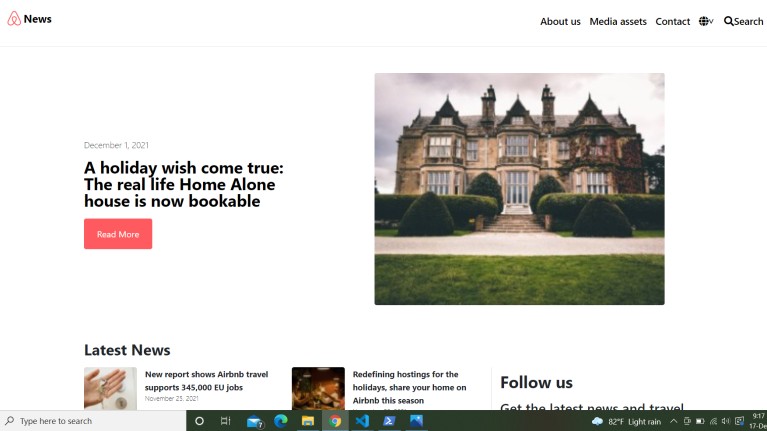 News
About us Media assets Contact Search
December 1, 2021
A holiday wish come true:
The real life Home Alone
house is now bookable
Read More
Latest News
New report shows Airbnb travel
supports 345,000 EU jobs
November 23, 2021
Redefining hostings for the
holidays, share your home on
Airbnb this season
Follow us
Get the latest news and travel
Type here to search
7
82°F Light rain
9:17
17-De